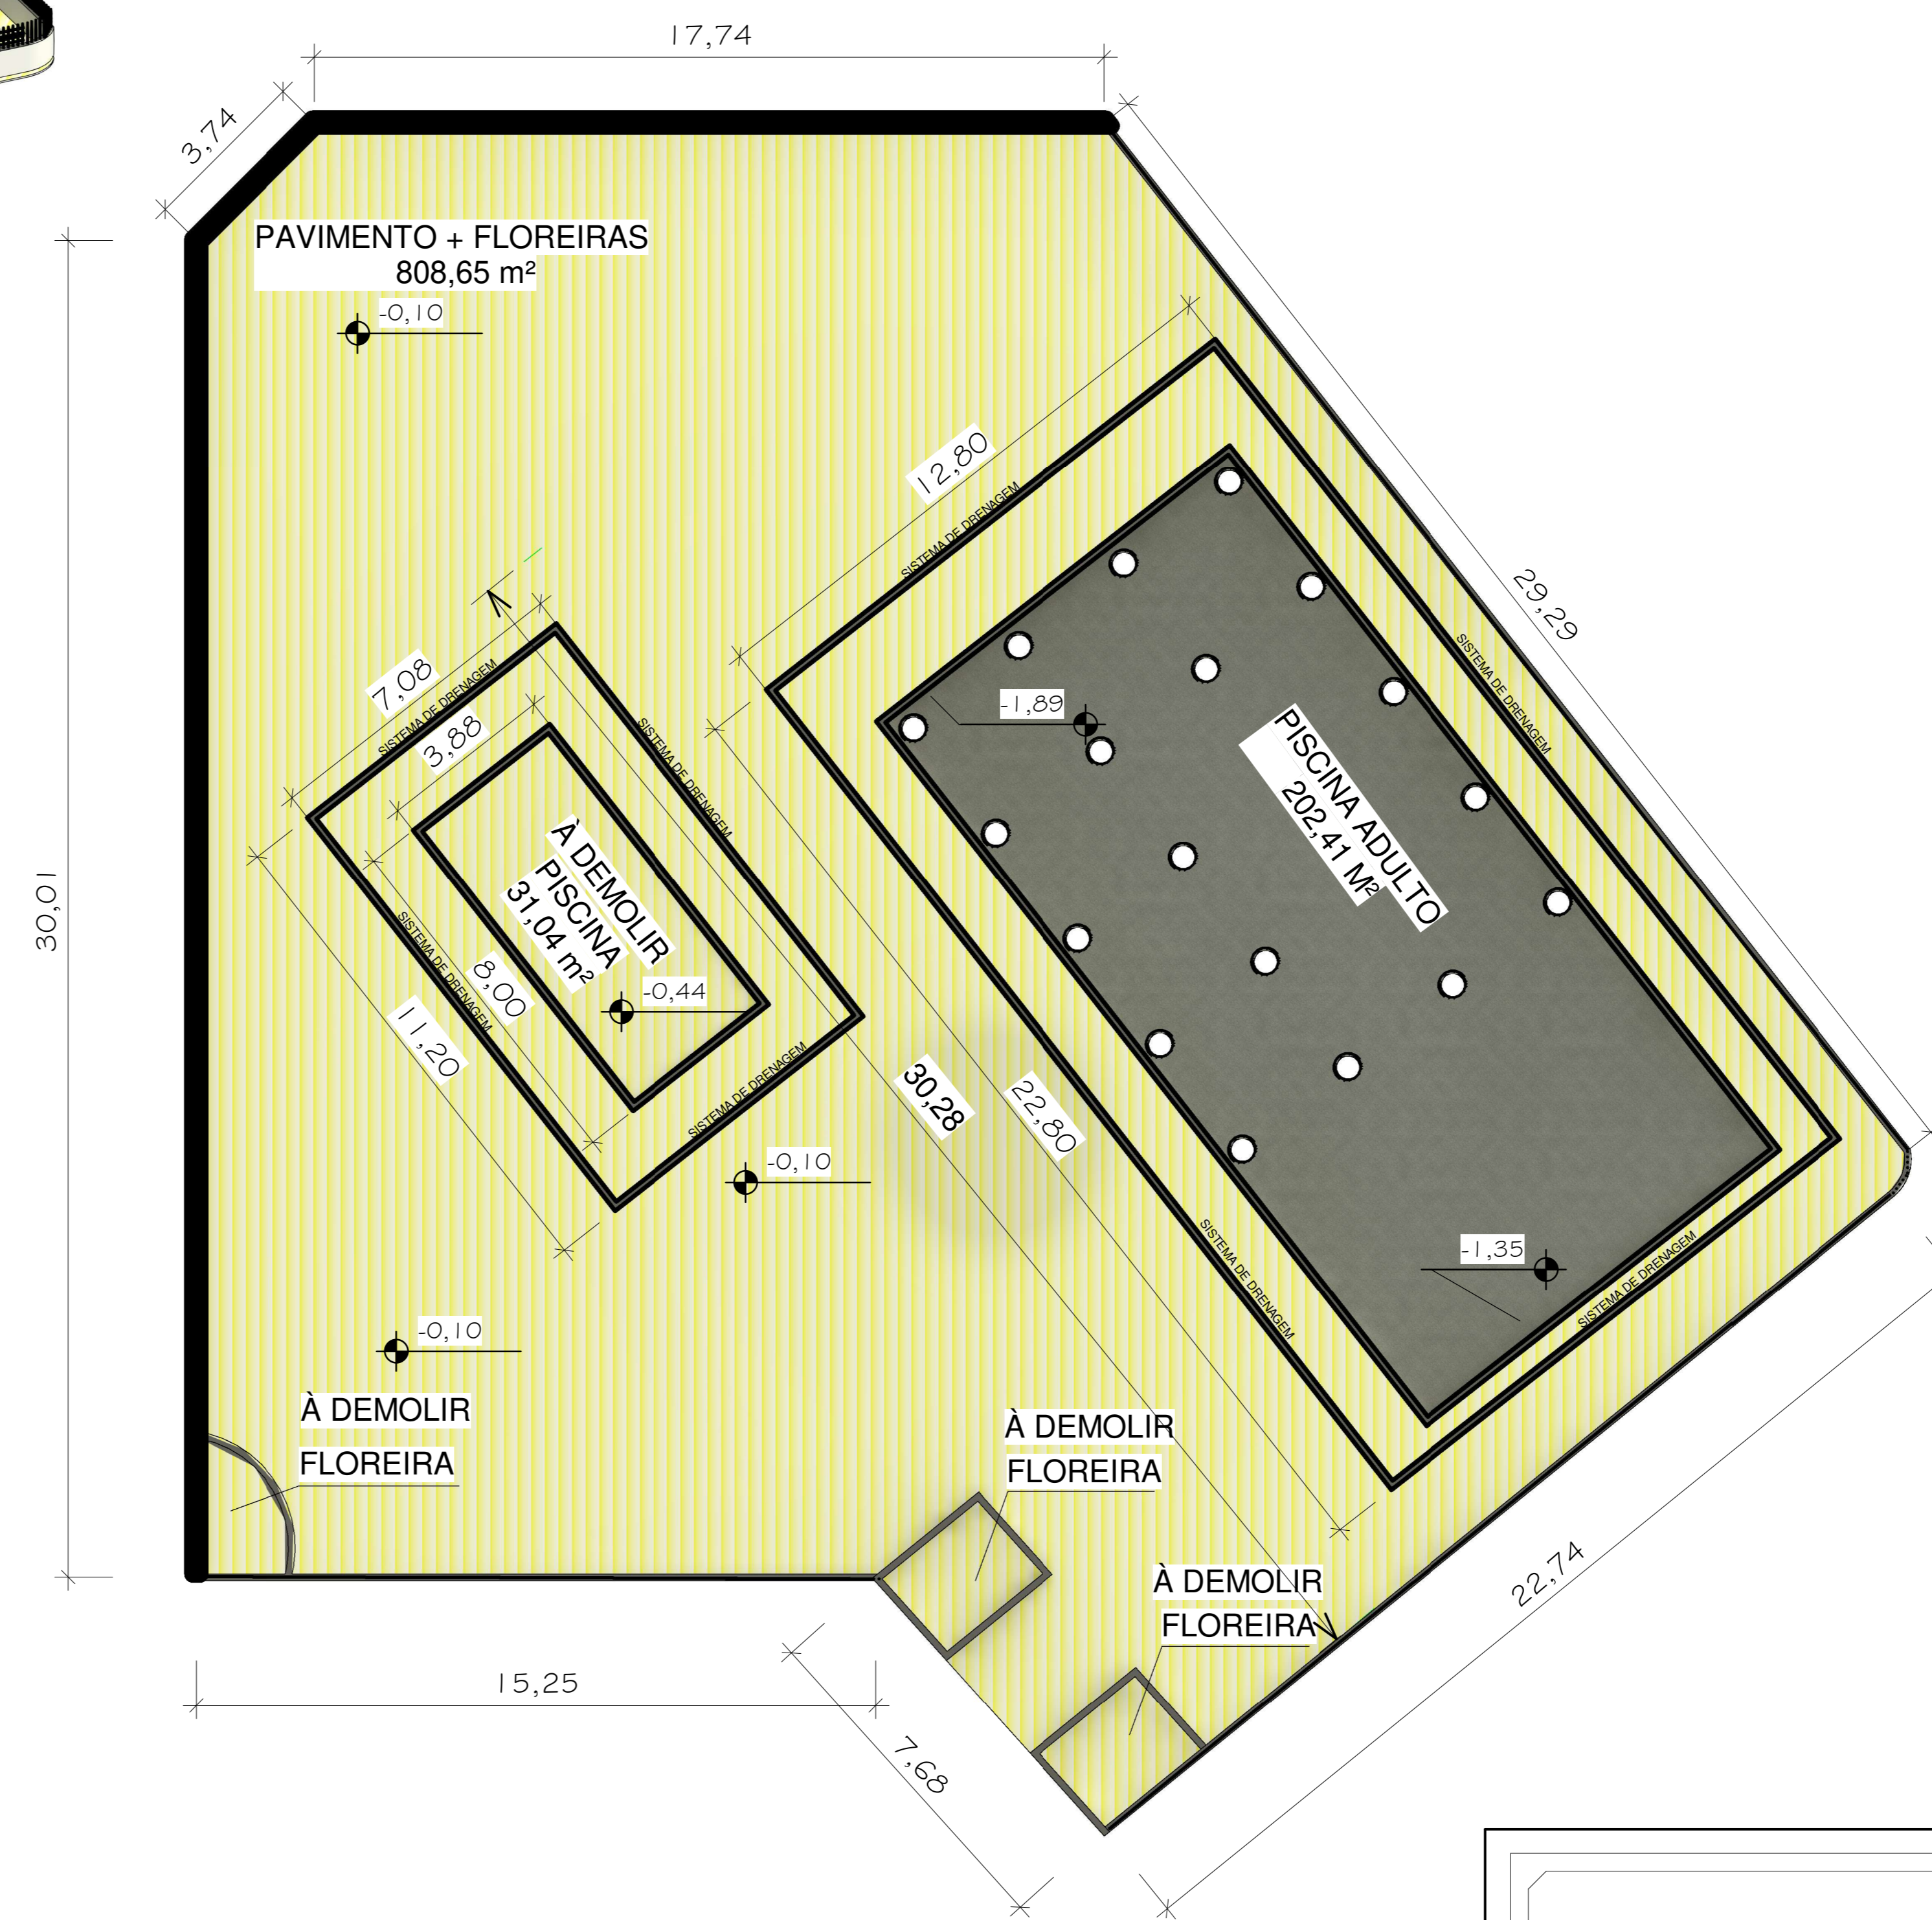 17,74
3,74
PAVIMENTO + FLOREIRAS
808,65 m²
-0,10
12,80
SISTEMA DE DRENAGEM
29,29
SISTEMA DE DRENAGEM
7,08
SISTEMA DE DRENAGEM
3,88
SISTEMA DE DRENAGEM
-1,89
PISCINA ADULTO
202,41 M²
À DEMOLIR
PISCINA
31,04 m²
-0,44
30,01
SISTEMA DE DRENAGEM
8,00
11,20
SISTEMA DE DRENAGEM
30,28
22,80
-0,10
SISTEMA DE DRENAGEM
-1,35
SISTEMA DE DRENAGEM
-0,10
À DEMOLIR
FLOREIRA
À DEMOLIR
FLOREIRA
À DEMOLIR
FLOREIRA
22,74
15,25
7,68